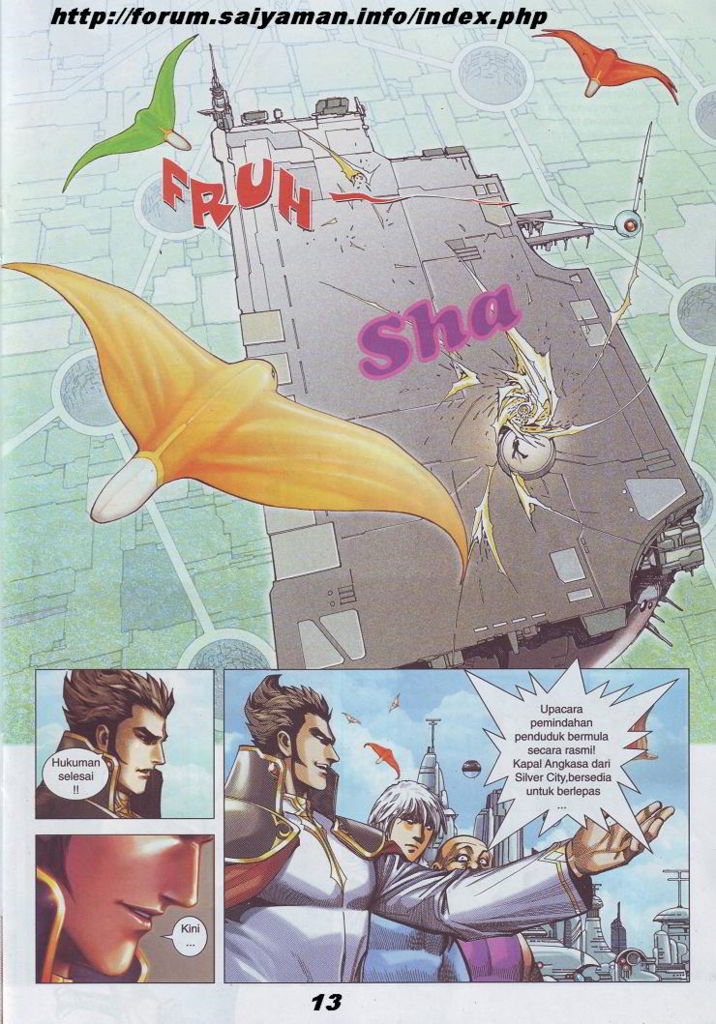 http://forum.saiyaman.info/index.php
FRUH
Sha
Hukuman
selesai
!!
Kini
...
Upacara
pemindahan
penduduk bermula
secara rasmi!
Kapal Angkasa dari
Silver City,bersedia
untuk berlepas
...
13